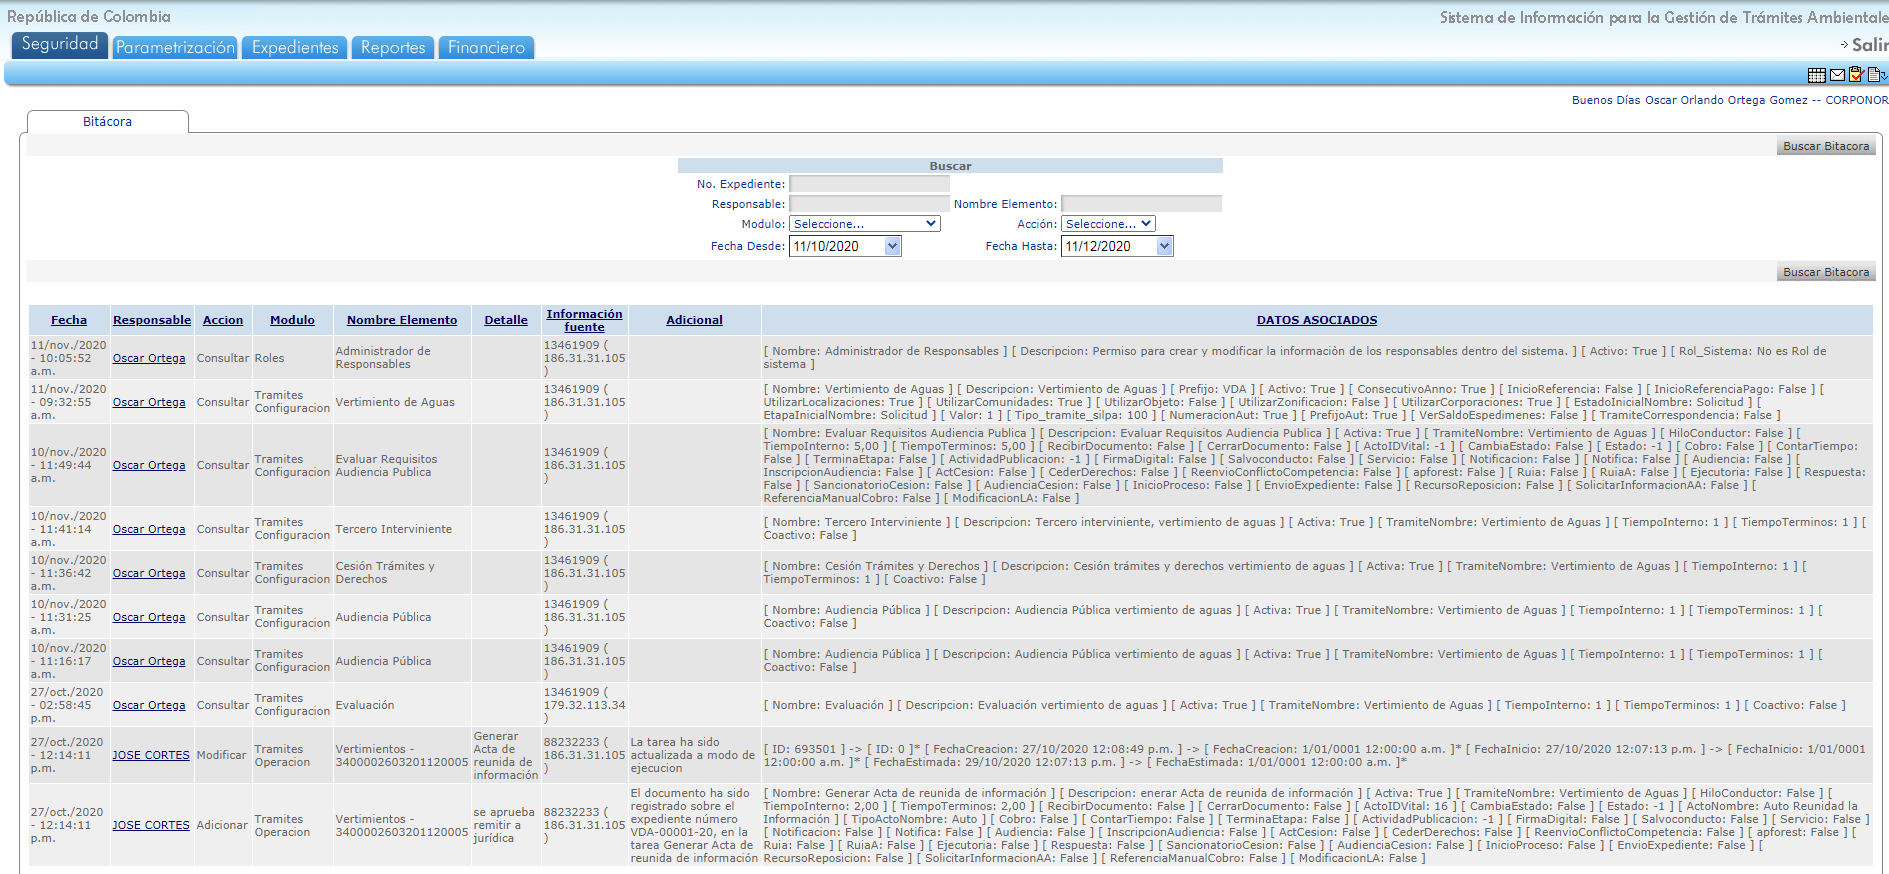 República de Colombia
Sistema de Información para la Gestión de Trámites Ambientale
Seguridad Parametrización Expedientes Reportes Financiero
Salir
Buenos Días Oscar Orlando Ortega Gomez -- CORPONOR
Bitácora
Buscar Bitacora
Buscar
No. Expediente:
Responsable: Nombre Elemento:
Modulo: Seleccione... Acción: Seleccione...
Fecha Desde: 11/10/2020 Fecha Hasta: 11/12/2020
Buscar Bitacora
Fecha Responsable Accion Modulo Nombre Elemento Detalle Información fuente Adicional DATOS ASOCIADOS
11/nov./2020
- 10:05:52
a.m.
Oscar Ortega
Consultar
Roles
Administrador de
Responsables
13461909 (
186.31.31.105
)
[ Nombre: Administrador de Responsables ] [ Descripcion: Permiso para crear y modificar la informaciòn de los responsables dentro del sistema. ] [ Activo: True ] [ Rol_Sistema: No es Rol de
sistema ]
11/nov./2020
- 09:32:55
a.m.
Oscar Ortega
Consultar
Tramites
Configuracion
Vertimiento de Aguas
13461909 (
186.31.31.105
)
[ Nombre: Vertimiento de Aguas ] [ Descripcion: Vertimiento de Aguas ] [ Prefijo: VDA ] [ Activo: True ] [ ConsecutivoAnno: True ] [ InicioReferencia: False ] [ InicioReferenciaPago: False ] [
UtilizarLocalizaciones: True ] [ UtilizarComunidades: True ] [ UtilizarObjeto: False ] [ UtilizarZonificacion: False ] [ UtilizarCorporaciones: True ] [ EstadoInicialNombre: Solicitud ] [
EtapaInicialNombre: Solicitud ] [ Valor: 1 ] [ Tipo_tramite_silpa: 100 ] [ NumeracionAut: True ] [ PrefijoAut: True ] [ VerSaldoEspedimenes: False ] [ TramiteCorrespondencia: False ]
10/nov./2020
- 11:49:44
a.m.
Oscar Ortega
Consultar
Tramites
Configuracion
Evaluar Requisitos
Audiencia Publica
13461909 (
186.31.31.105
)
[ Nombre: Evaluar Requisitos Audiencia Publica ] [ Descripcion: Evaluar Requisitos Audiencia Publica ] [ Activa: True ] [ TramiteNombre: Vertimiento de Aguas ] [ HiloConductor: False ] [
TiempoInterno: 5,00 ] [ TiempoTerminos: 5,00 ] [ RecibirDocumento: False ] [ CerrarDocumento: False ] [ ActoIDVital: -1 ] [ CambiaEstado: False ] [ Estado: -1 ] [ Cobro: False ] [ ContarTiempo:
False ] [ TerminaEtapa: False ] [ ActividadPublicacion: -1 ] [ FirmaDigital: False ] [ Salvoconducto: False ] [ Servicio: False ] [ Notificacion: False ] [ Notifica: False ] [ Audiencia: False ] [
InscripcionAudiencia: False ] [ ActCesion: False ] [ CederDerechos: False ] [ ReenvioConflictoCompetencia: False ] [ apforest: False ] [ Ruia: False ] [ RuiaA: False ] [ Ejecutoria: False ] [ Respuesta:
False ] [ SancionatorioCesion: False ] [ AudienciaCesion: False ] [ InicioProceso: False ] [ EnvioExpediente: False ] [ RecursoReposicion: False ] [ SolicitarInformacionAA: False ] [
ReferenciaManualCobro: False ] [ ModificacionLA: False ]
10/nov./2020
- 11:41:14
a.m.
Oscar Ortega
Consultar
Tramites
Configuracion
Tercero Interviniente
13461909 (
186.31.31.105
)
[ Nombre: Tercero Interviniente ] [ Descripcion: Tercero interviniente, vertimiento de aguas ] [ Activa: True ] [ TramiteNombre: Vertimiento de Aguas ] [ TiempoInterno: 1 ] [ TiempoTerminos: 1 ] [
Coactivo: False ]
10/nov./2020
- 11:36:42
a.m.
Oscar Ortega
Consultar
Tramites
Configuracion
Cesión Trámites y
Derechos
13461909 (
186.31.31.105
)
[ Nombre: Cesión Trámites y Derechos ] [ Descripcion: Cesión trámites y derechos vertimiento de aguas ] [ Activa: True ] [ TramiteNombre: Vertimiento de Aguas ] [ TiempoInterno: 1 ] [
TiempoTerminos: 1 ] [ Coactivo: False ]
10/nov./2020
- 11:31:25
a.m.
Oscar Ortega
Consultar
Tramites
Configuracion
Audiencia Pública
13461909 (
186.31.31.105
)
[ Nombre: Audiencia Pública ] [ Descripcion: Audiencia Pública vertimiento de aguas ] [ Activa: True ] [ TramiteNombre: Vertimiento de Aguas ] [ TiempoInterno: 1 ] [ TiempoTerminos: 1 ] [
Coactivo: False ]
10/nov./2020
- 11:16:17
a.m.
Oscar Ortega
Consultar
Tramites
Configuracion
Audiencia Pública
13461909 (
186.31.31.105
)
[ Nombre: Audiencia Pública ] [ Descripcion: Audiencia Pública vertimiento de aguas ] [ Activa: True ] [ TramiteNombre: Vertimiento de Aguas ] [ TiempoInterno: 1 ] [ TiempoTerminos: 1 ] [
Coactivo: False ]
27/oct./2020
- 02:58:45
p.m.
Oscar Ortega
Consultar
Tramites
Configuracion
Evaluación
13461909 (
179.32.113.34
)
[ Nombre: Evaluación ] [ Descripcion: Evaluación vertimiento de aguas ] [ Activa: True ] [ TramiteNombre: Vertimiento de Aguas ] [ TiempoInterno: 1 ] [ TiempoTerminos: 1 ] [ Coactivo: False ]
27/oct./2020
- 12:14:11
p.m.
JOSE CORTES
Modificar
Tramites
Operacion
Vertimientos -
3400002603201120005
Generar
Acta de
reunida de
información
88232233 (
186.31.31.105
)
La tarea ha sido
actualizada a modo de
ejecucion
[ ID: 693501 ] -> [ ID: 0 ]* [ FechaCreacion: 27/10/2020 12:08:49 p.m. ] -> [ FechaCreacion: 1/01/0001 12:00:00 a.m. ]* [ FechaInicio: 27/10/2020 12:07:13 p.m. ] -> [ FechaInicio: 1/01/0001
12:00:00 a.m. ]* [ FechaEstimada: 29/10/2020 12:07:13 p.m. ] -> [ FechaEstimada: 1/01/0001 12:00:00 a.m. ]*
27/oct./2020
- 12:14:11
p.m.
JOSE CORTES
Adicionar
Tramites
Operacion
Vertimientos -
3400002603201120005
se aprueba
remitir a
jurídica
88232233 (
186.31.31.105
)
El documento ha sido
registrado sobre el
expediente número
VDA-00001-20, en la
tarea Generar Acta de
reunida de información
[ Nombre: Generar Acta de reunida de información ] [ Descripcion: enerar Acta de reunida de información ] [ Activa: True ] [ TramiteNombre: Vertimiento de Aguas ] [ HiloConductor: False ] [
TiempoInterno: 2,00 ] [ TiempoTerminos: 2,00 ] [ RecibirDocumento: False ] [ CerrarDocumento: False ] [ ActoIDVital: 16 ] [ CambiaEstado: False ] [ Estado: -1 ] [ ActoNombre: Auto Reunidad la
Información ] [ TipoActoNombre: Auto ] [ Cobro: False ] [ ContarTiempo: False ] [ TerminaEtapa: False ] [ ActividadPublicacion: -1 ] [ FirmaDigital: False ] [ Salvoconducto: False ] [ Servicio: False ]
[ Notificacion: False ] [ Notifica: False ] [ Audiencia: False ] [ InscripcionAudiencia: False ] [ ActCesion: False ] [ CederDerechos: False ] [ ReenvioConflictoCompetencia: False ] [ apforest: False ] [
Ruia: False ] [ RuiaA: False ] [ Ejecutoria: False ] [ Respuesta: False ] [ SancionatorioCesion: False ] [ AudienciaCesion: False ] [ InicioProceso: False ] [ EnvioExpediente: False ] [
RecursoReposicion: False ] [ SolicitarInformacionAA: False ] [ ReferenciaManualCobro: False ] [ ModificacionLA: False ]